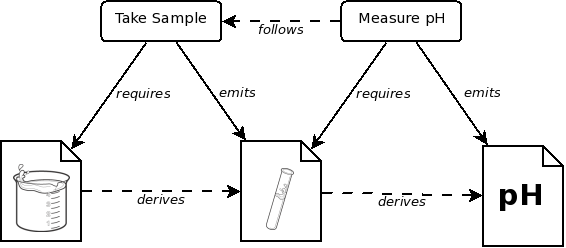 Take Sample
Measure pH
follows
requires
emits
requires
emits
derives
derives
pH